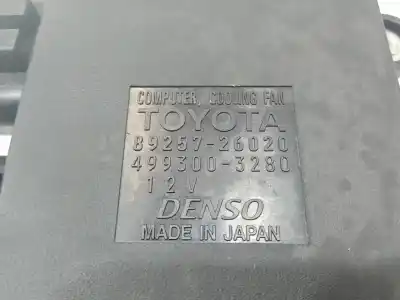 COMPUTER, COOLING FAN
TOYOTA
89257-26020
499300-3280
12V
DENSO
MADE IN JAPAN